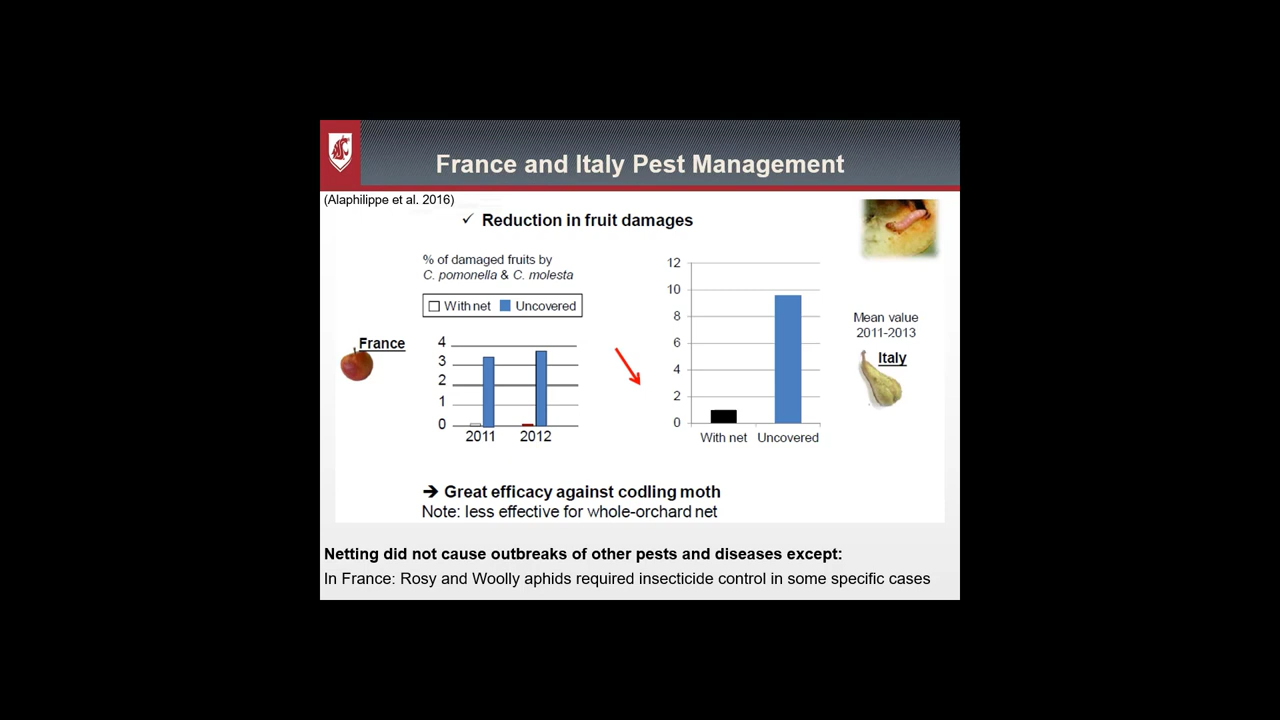 France and Italy Pest Management
(Alaphilippe et al. 2016)
✓ Reduction in fruit damages
% of damaged fruits by
C. pomonella & C. molesta
With net Uncovered
France
4
3
2
1
0
2011 2012
12
10
8
6
4
2
0
With net Uncovered
Mean value
2011-2013
Italy
➔ Great efficacy against codling moth
Note: less effective for whole-orchard net
Netting did not cause outbreaks of other pests and diseases except:
In France: Rosy and Woolly aphids required insecticide control in some specific cases